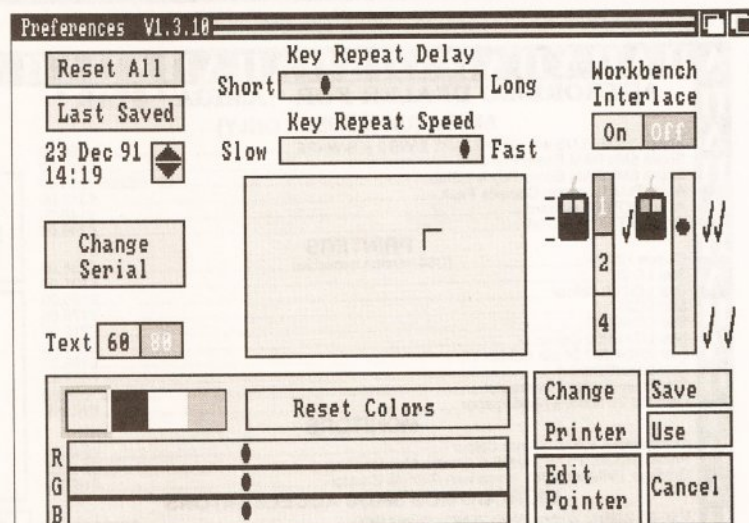 Preferences V1.3.10
Reset All
Last Saved
23 Dec 91
14:19
Change
Serial
Text 60 80
Key Repeat Delay
Short Long
Key Repeat Speed
Slow Fast
Workbench
Interlace
On Off
1
2
4
Reset Colors
R
G
B
Change
Printer
Edit
Pointer
Save
Use
Cancel